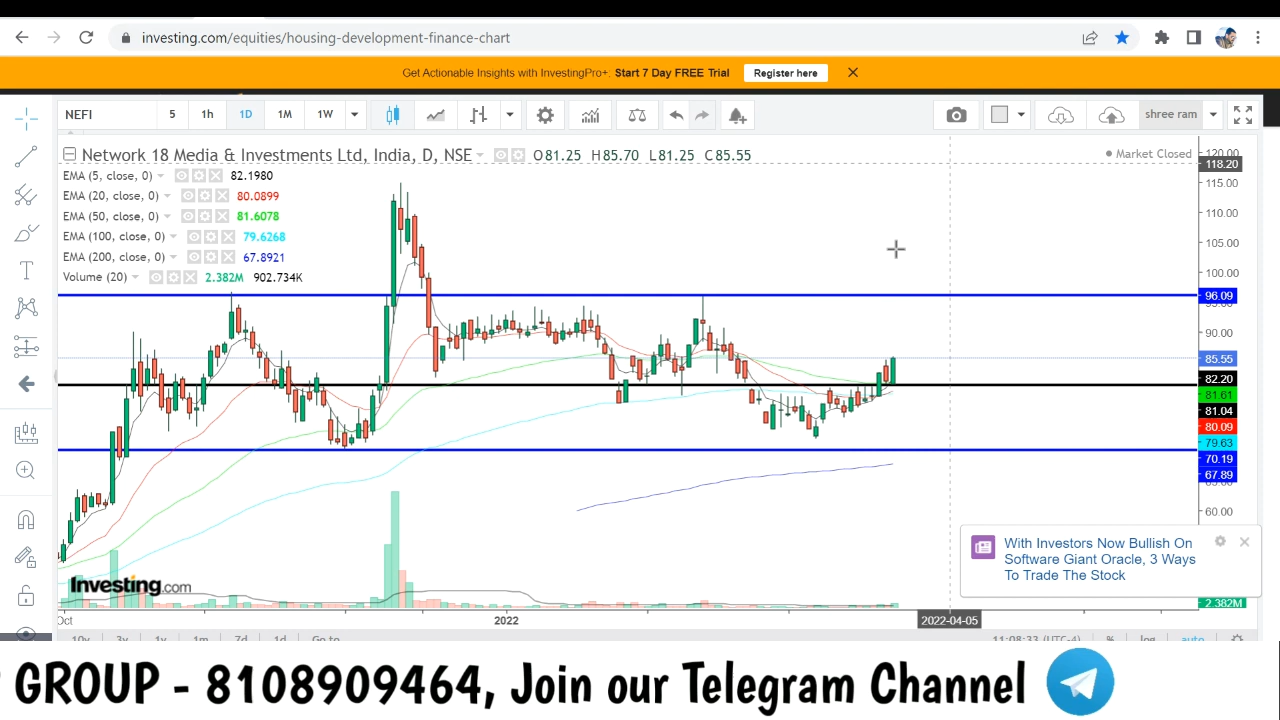 investing.com/equities/housing-development-finance-chart
Get Actionable Insights with InvestingPro+: Start 7 Day FREE Trial Register here
NEFI 5 1h 1D 1M 1W shree ram
Network 18 Media & Investments Ltd, India, D, NSE O81.25 H85.70 L81.25 C85.55
Market Closed
EMA (5, close, 0) 82.1980
EMA (20, close, 0) 80.0899
EMA (50, close, 0) 81.6078
EMA (100, close, 0) 79.6268
EMA (200, close, 0) 67.8921
Volume (20) 2.382M 902.734K
120.00
118.20
115.00
110.00
105.00
100.00
96.09
90.00
85.55
82.20
81.61
81.04
80.09
79.63
70.19
67.89
60.00
With Investors Now Bullish On
Software Giant Oracle, 3 Ways
To Trade The Stock
Investing.com
2.382M
Oct 2022 2022-04-05
10y 3y 1y 1m 7d 1d Go to 11:08:33 (UTC-4) % log auto
GROUP - 8108909464, Join our Telegram Channel